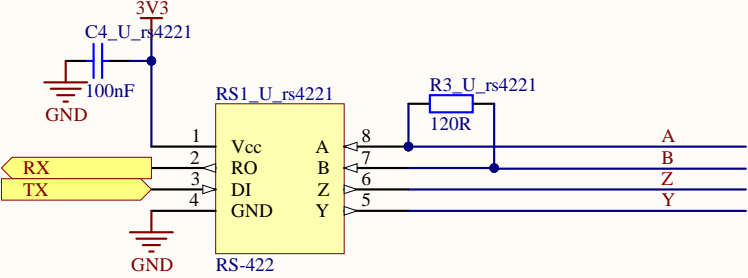 3V3
C4_U_rs4221
100nF
GND
RS1_U_rs4221
R3_U_rs4221
120R
1 Vcc A 8 A
RX 2 RO B 7 B
TX 3 DI Z 6 Z
4 GND Y 5 Y
GND
RS-422